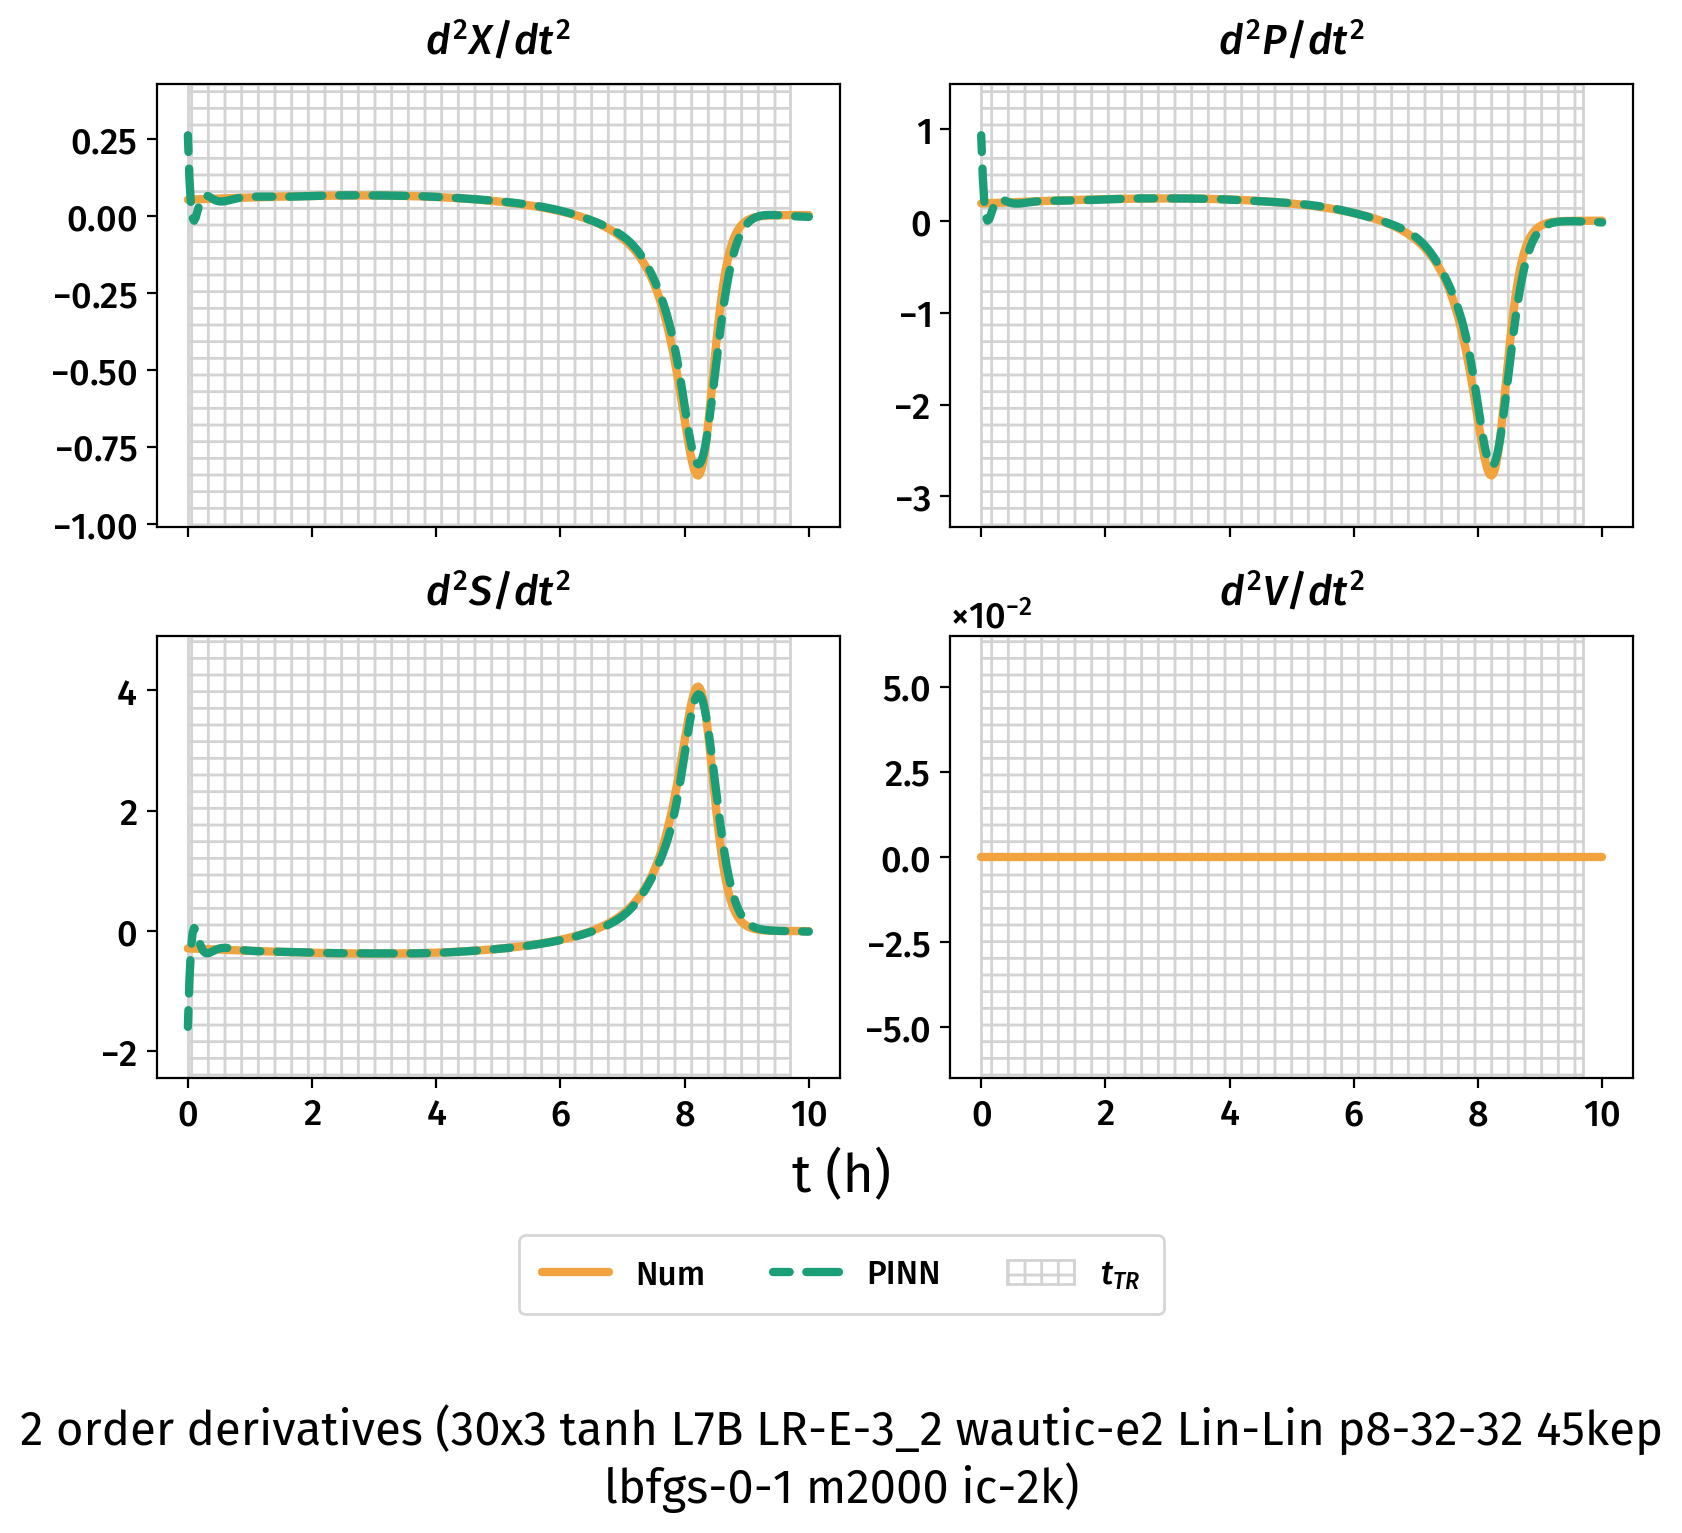 d²X/dt²
d²P/dt²
0.25
0.00
−0.25
−0.50
−0.75
−1.00
1
0
−1
−2
−3
d²S/dt²
d²V/dt²
×10⁻²
4
2
0
−2
5.0
2.5
0.0
−2.5
−5.0
0 2 4 6 8 10
0 2 4 6 8 10
t (h)
Num PINN t_TR
2 order derivatives (30x3 tanh L7B LR-E-3_2 wautic-e2 Lin-Lin p8-32-32 45kep
lbfgs-0-1 m2000 ic-2k)